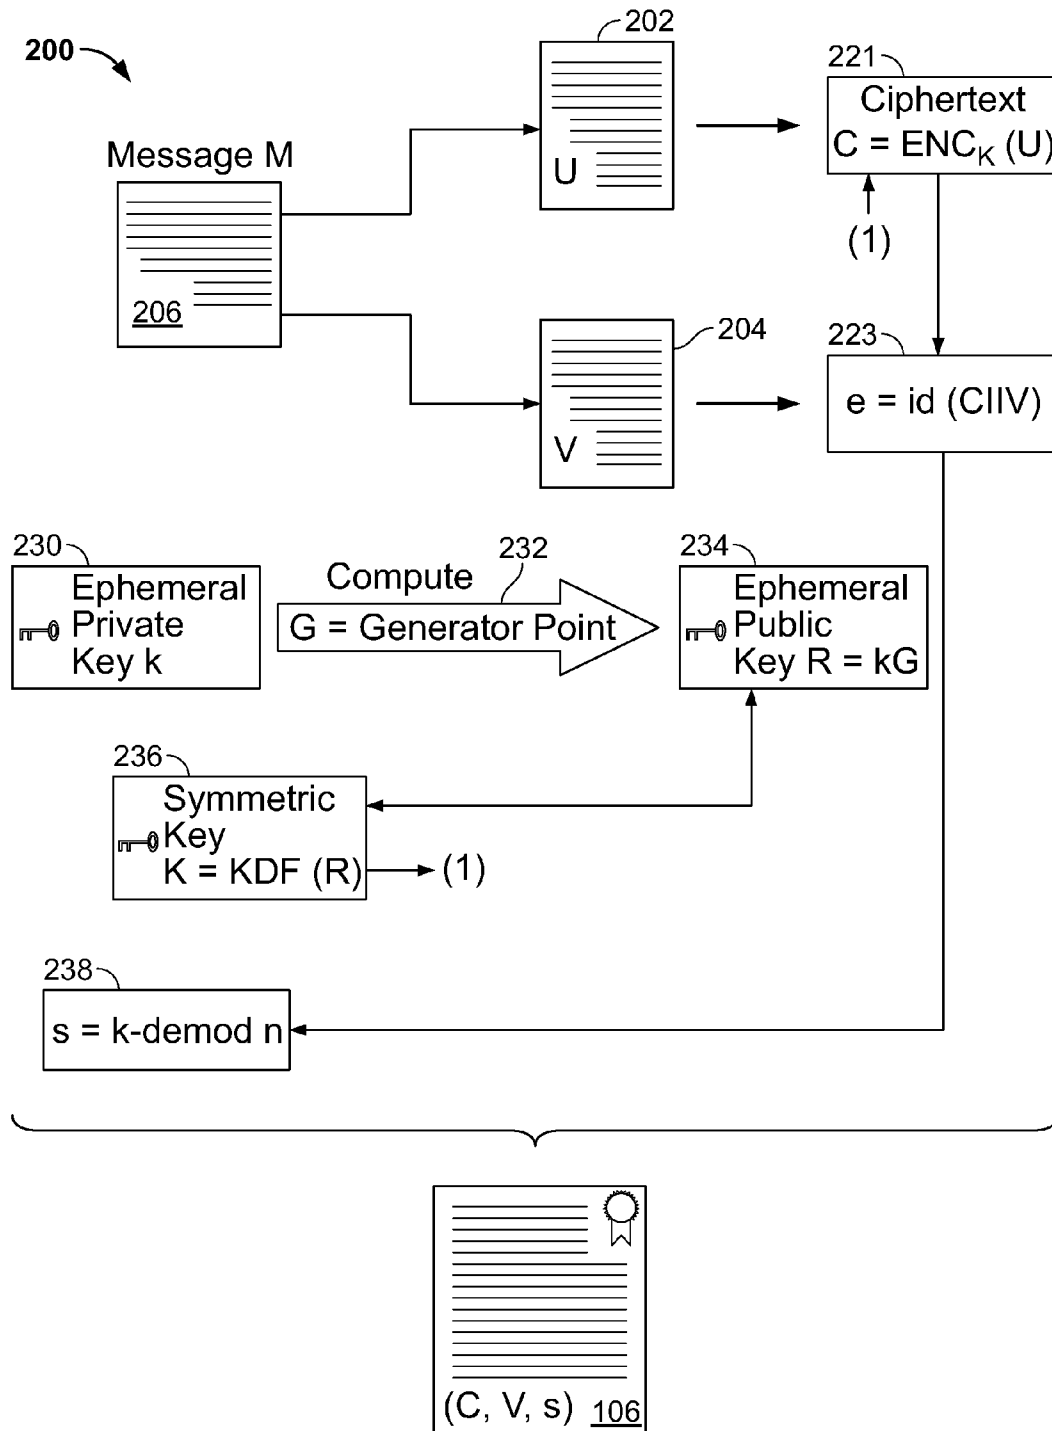 200
202
221
Ciphertext
C = ENC_K (U)
Message M
U
(1)
206
204
223
V
e = id (CIIV)
230
Ephemeral
Private
Key k
Compute
232
G = Generator Point
234
Ephemeral
Public
Key R = kG
236
Symmetric
Key
K = KDF (R)
(1)
238
s = k-demod n
(C, V, s) 106